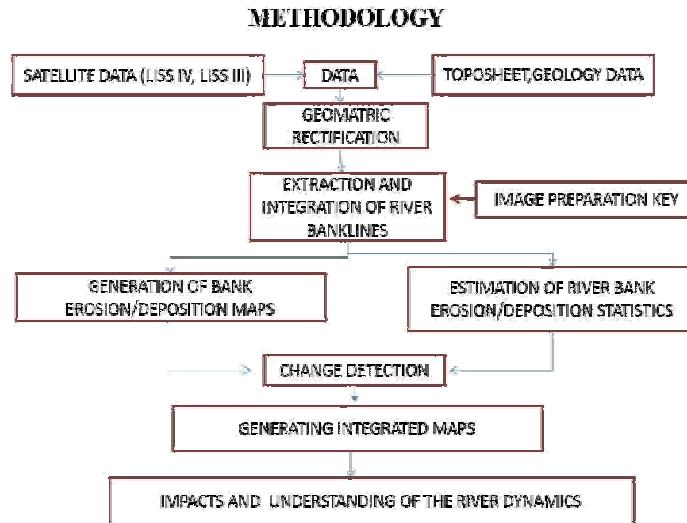 METHODOLOGY
SATELLITE DATA (LISS IV, LISS III)
DATA
TOPOSHEET,GEOLOGY DATA
GEOMATRIC
RECTIFICATION
EXTRACTION AND
INTEGRATION OF RIVER
BANKLINES
IMAGE PREPARATION KEY
GENERATION OF BANK
EROSION/DEPOSITION MAPS
ESTIMATION OF RIVER BANK
EROSION/DEPOSITION STATISTICS
CHANGE DETECTION
GENERATING INTEGRATED MAPS
IMPACTS AND UNDERSTANDING OF THE RIVER DYNAMICS